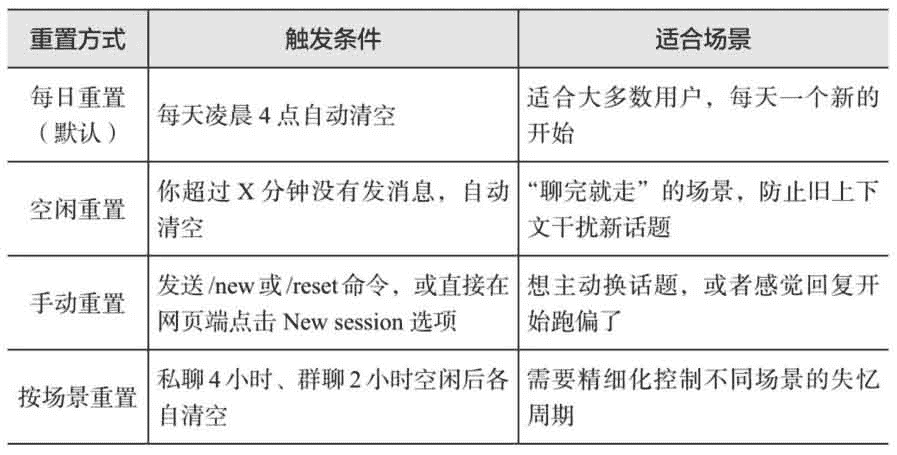 重置方式 触发条件 适合场景
每日重置
（默认）
每天凌晨 4 点自动清空
适合大多数用户，每天一个新的
开始
空闲重置
你超过 X 分钟没有发消息，自动
清空
“聊完就走”的场景，防止旧上下
文干扰新话题
手动重置
发送 /new 或 /reset 命令，或直接在
网页端点击 New session 选项
想主动换话题，或者感觉回复开
始跑偏了
按场景重置
私聊 4 小时、群聊 2 小时空闲后各
自清空
需要精细化控制不同场景的失忆
周期